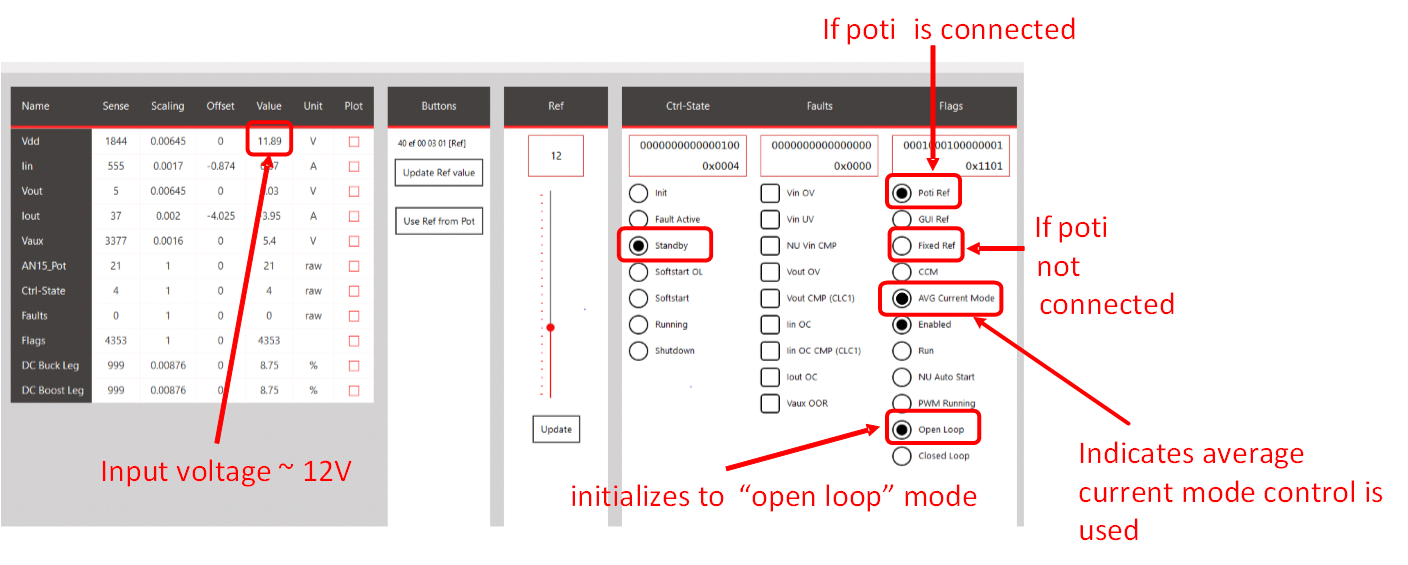 If poti is connected
Name Sense Scaling Offset Value Unit Plot
Vdd 1844 0.00645 0 11.89 V
Iin 555 0.0017 -0.874 A
Vout 5 0.00645 0 V
Iout 37 0.002 -4.025 -3.95 A
Vaux 3377 0.0016 0 5.4 V
AN15_Pot 21 1 0 21 raw
Ctrl-State 4 1 0 4 raw
Faults 0 1 0 0 raw
Flags 4353 1 0 4353
DC Buck Leg 999 0.00876 0 8.75 %
DC Boost Leg 999 0.00876 0 8.75 %
Input voltage ~ 12V
Buttons
40 ef 00 03 01 [Ref]
Update Ref value
Use Ref from Pot
Ref
12
Update
Ctrl-State
0000000000000100
0x0004
Init
Fault Active
Standby
Softstart OL
Softstart
Running
Shutdown
Faults
0000000000000000
0x0000
Vin OV
Vin UV
NU Vin CMP
Vout OV
Vout CMP (CLC1)
Iin OC
Iin OC CMP (CLC1)
Iout OC
Vaux OOR
Flags
0001000100000001
0x1101
Poti Ref
GUI Ref
Fixed Ref
CCM
AVG Current Mode
Enabled
Run
NU Auto Start
PWM Running
Open Loop
Closed Loop
If poti
not
connected
initializes to “open loop” mode
Indicates average
current mode control is
used